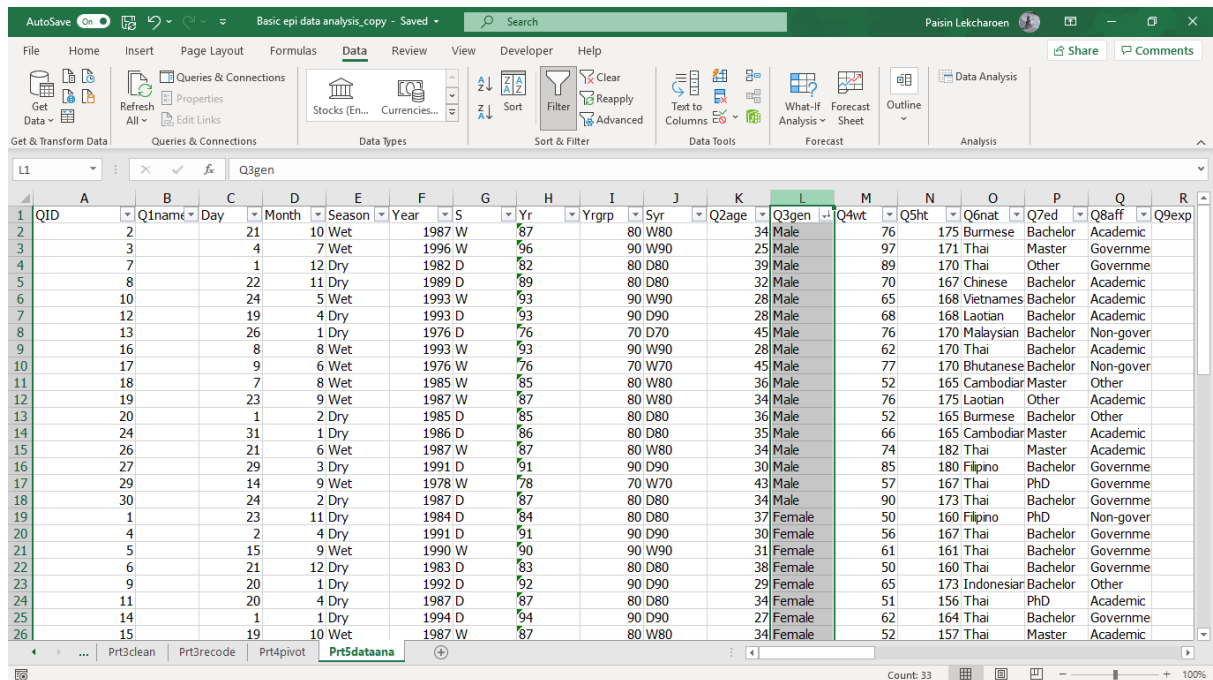 AutoSave On Basic epi data analysis_copy - Saved Search Paisin Lekcharoen
File Home Insert Page Layout Formulas Data Review View Developer Help Share Comments
Get Data Refresh All Queries & Connections Properties Edit Links Stocks (En... Currencies... Sort Filter Clear Reapply Advanced Text to Columns What-If Analysis Forecast Sheet Outline Data Analysis
Get & Transform Data Queries & Connections Data Types Sort & Filter Data Tools Forecast Analysis
L1 fx Q3gen
A B C D E F G H I J K L M N O P Q R
1 QID Q1name Day Month Season Year S Yr Yrgrp Syr Q2age Q3gen Q4wt Q5ht Q6nat Q7ed Q8aff Q9exp
2 2 21 10 Wet 1987 W 87 80 W80 34 Male 76 175 Burmese Bachelor Academic
3 3 4 7 Wet 1996 W 96 90 W90 25 Male 97 171 Thai Master Governme
4 7 1 12 Dry 1982 D 82 80 D80 39 Male 89 170 Thai Other Governme
5 8 22 11 Dry 1989 D 89 80 D80 32 Male 70 167 Chinese Bachelor Academic
6 10 24 5 Wet 1993 W 93 90 W90 28 Male 65 168 Vietnames Bachelor Academic
7 12 19 4 Dry 1993 D 93 90 D90 28 Male 68 168 Laotian Bachelor Academic
8 13 26 1 Dry 1976 D 76 70 D70 45 Male 76 170 Malaysian Bachelor Non-gover
9 16 8 8 Wet 1993 W 93 90 W90 28 Male 62 170 Thai Bachelor Academic
10 17 9 6 Wet 1976 W 76 70 W70 45 Male 77 170 Bhutanese Bachelor Non-gover
11 18 7 8 Wet 1985 W 85 80 W80 36 Male 52 165 Cambodiar Master Other
12 19 23 9 Wet 1987 W 87 80 W80 34 Male 76 175 Laotian Other Academic
13 20 1 2 Dry 1985 D 85 80 D80 36 Male 52 165 Burmese Bachelor Other
14 24 31 1 Dry 1986 D 86 80 D80 35 Male 66 165 Cambodiar Master Academic
15 26 21 6 Wet 1987 W 87 80 W80 34 Male 74 182 Thai Master Academic
16 27 29 3 Dry 1991 D 91 90 D90 30 Male 85 180 Filipino Bachelor Governme
17 29 14 9 Wet 1978 W 78 70 W70 43 Male 57 167 Thai PhD Governme
18 30 24 2 Dry 1987 D 87 80 D80 34 Male 90 173 Thai Bachelor Governme
19 1 23 11 Dry 1984 D 84 80 D80 37 Female 50 160 Filipino PhD Non-gover
20 4 2 4 Dry 1991 D 91 90 D90 30 Female 56 167 Thai Bachelor Governme
21 5 15 9 Wet 1990 W 90 90 W90 31 Female 61 161 Thai Bachelor Governme
22 6 21 12 Dry 1983 D 83 80 D80 38 Female 50 160 Thai Bachelor Governme
23 9 20 1 Dry 1992 D 92 90 D90 29 Female 65 173 Indonesiar Bachelor Other
24 11 20 4 Dry 1987 D 87 80 D80 34 Female 51 156 Thai PhD Academic
25 14 1 1 Dry 1994 D 94 90 D90 27 Female 62 164 Thai Bachelor Governme
26 15 19 10 Wet 1987 W 87 80 W80 34 Female 52 157 Thai Master Academic
... Prt3clean Prt3recode Prt4pivot Prt5dataana
Count: 33 100%